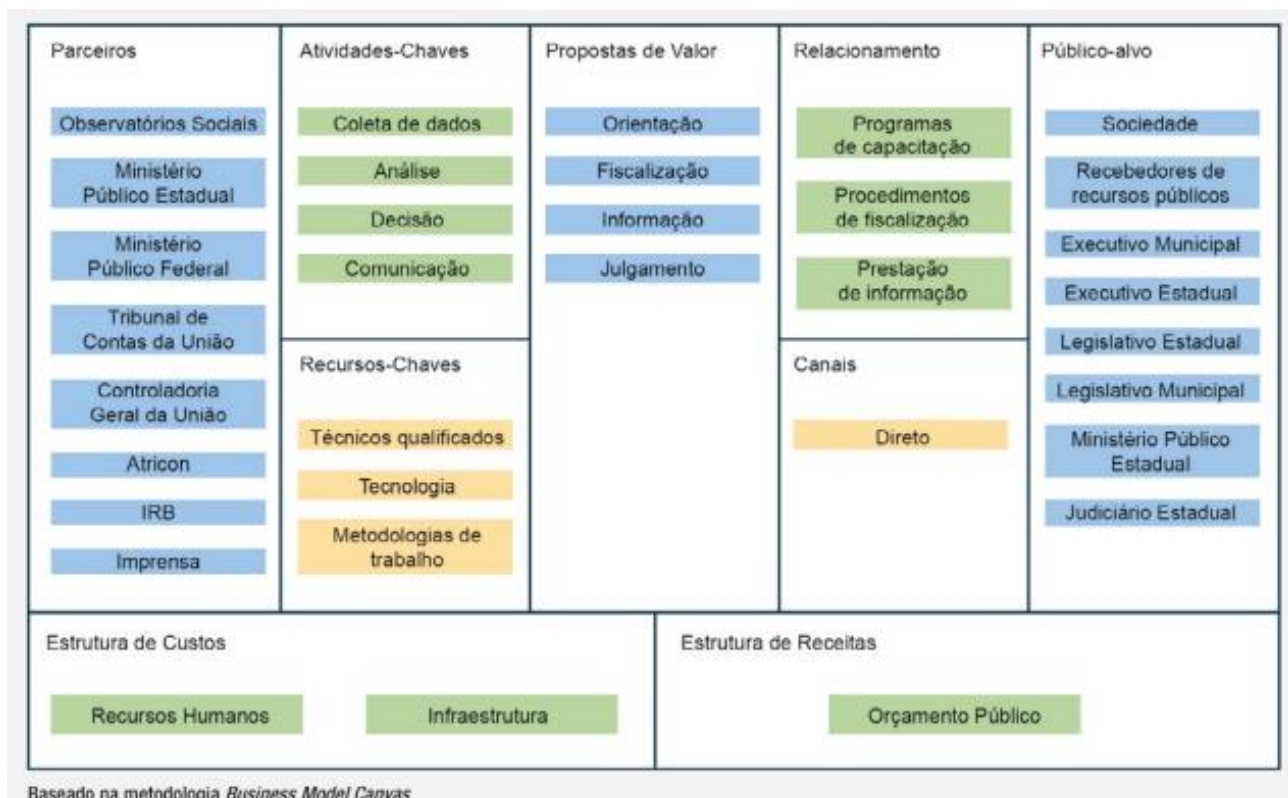 Parceiros
Observatórios Sociais
Ministério
Público Estadual
Ministério
Público Federal
Tribunal de
Contas da União
Controladoria
Geral da União
Atricon
IRB
Imprensa
Atividades-Chaves
Coleta de dados
Análise
Decisão
Comunicação
Recursos-Chaves
Técnicos qualificados
Tecnologia
Metodologias de
trabalho
Propostas de Valor
Orientação
Fiscalização
Informação
Julgamento
Relacionamento
Programas
de capacitação
Procedimentos
de fiscalização
Prestação
de informação
Canais
Direto
Público-alvo
Sociedade
Recebedores de
recursos públicos
Executivo Municipal
Executivo Estadual
Legislativo Estadual
Legislativo Municipal
Ministério Público
Estadual
Judiciário Estadual
Estrutura de Custos
Recursos Humanos
Infraestrutura
Estrutura de Receitas
Orçamento Público
Baseado na metodologia Business Model Canvas